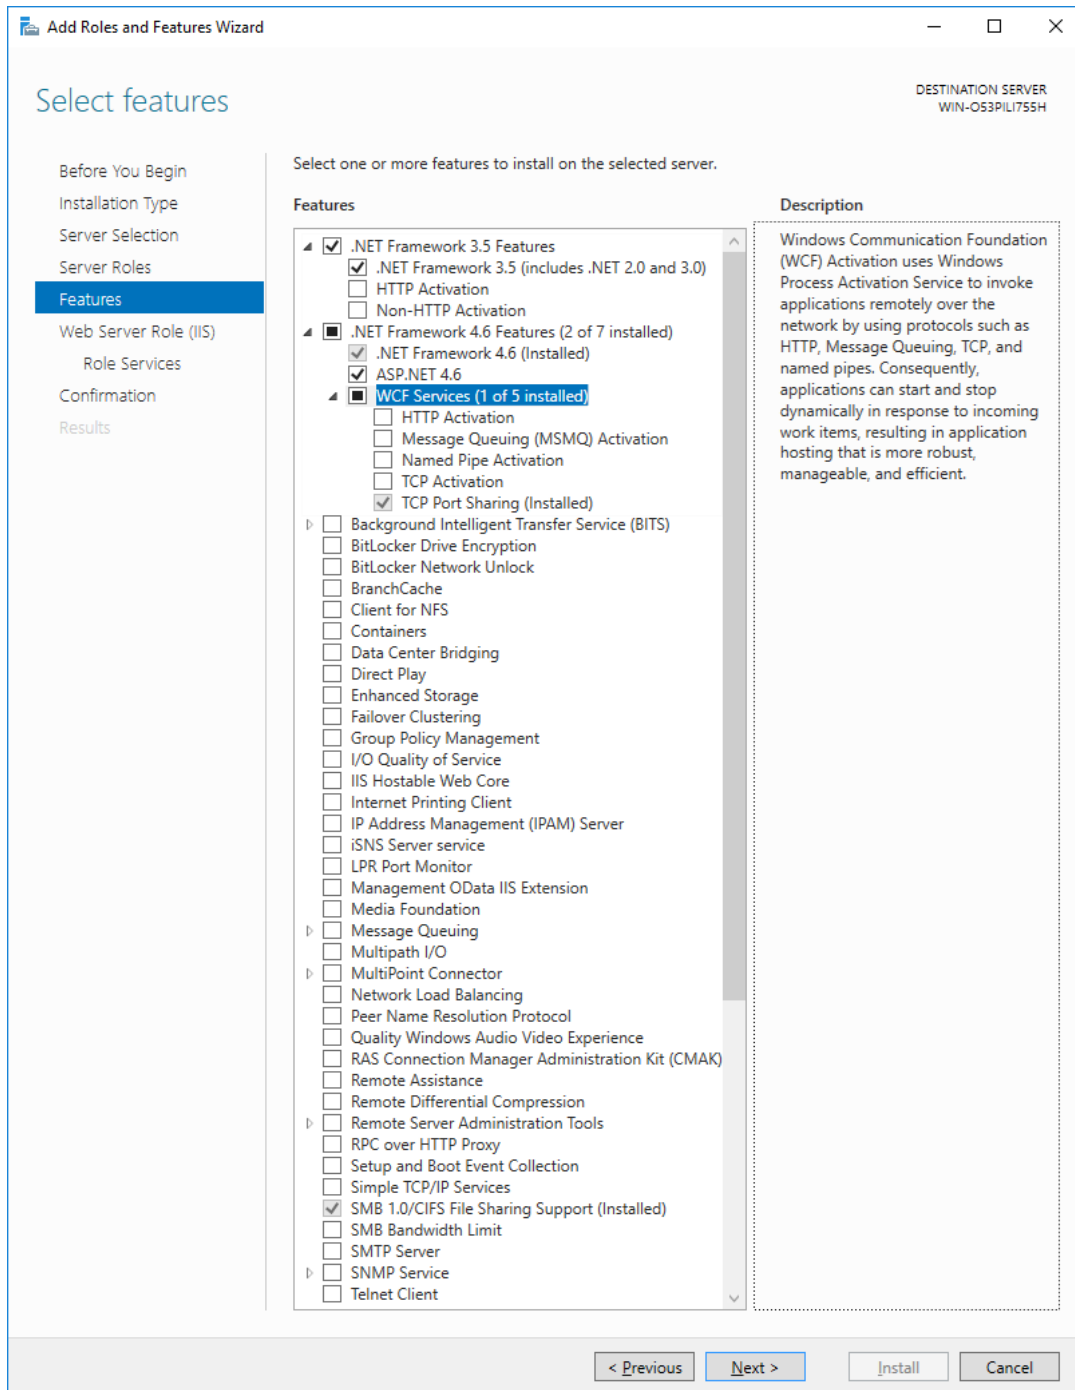 Add Roles and Features Wizard
Select features
DESTINATION SERVER
WIN-O53PILI755H
Before You Begin
Installation Type
Server Selection
Server Roles
Features
Web Server Role (IIS)
Role Services
Confirmation
Results
Select one or more features to install on the selected server.
Features
.NET Framework 3.5 Features
.NET Framework 3.5 (includes .NET 2.0 and 3.0)
HTTP Activation
Non-HTTP Activation
.NET Framework 4.6 Features (2 of 7 installed)
.NET Framework 4.6 (Installed)
ASP.NET 4.6
WCF Services (1 of 5 installed)
HTTP Activation
Message Queuing (MSMQ) Activation
Named Pipe Activation
TCP Activation
TCP Port Sharing (Installed)
Background Intelligent Transfer Service (BITS)
BitLocker Drive Encryption
BitLocker Network Unlock
BranchCache
Client for NFS
Containers
Data Center Bridging
Direct Play
Enhanced Storage
Failover Clustering
Group Policy Management
I/O Quality of Service
IIS Hostable Web Core
Internet Printing Client
IP Address Management (IPAM) Server
iSNS Server service
LPR Port Monitor
Management OData IIS Extension
Media Foundation
Message Queuing
Multipath I/O
MultiPoint Connector
Network Load Balancing
Peer Name Resolution Protocol
Quality Windows Audio Video Experience
RAS Connection Manager Administration Kit (CMAK)
Remote Assistance
Remote Differential Compression
Remote Server Administration Tools
RPC over HTTP Proxy
Setup and Boot Event Collection
Simple TCP/IP Services
SMB 1.0/CIFS File Sharing Support (Installed)
SMB Bandwidth Limit
SMTP Server
SNMP Service
Telnet Client
Description
Windows Communication Foundation
(WCF) Activation uses Windows
Process Activation Service to invoke
applications remotely over the
network by using protocols such as
HTTP, Message Queuing, TCP, and
named pipes. Consequently,
applications can start and stop
dynamically in response to incoming
work items, resulting in application
hosting that is more robust,
manageable, and efficient.
< Previous
Next >
Install
Cancel